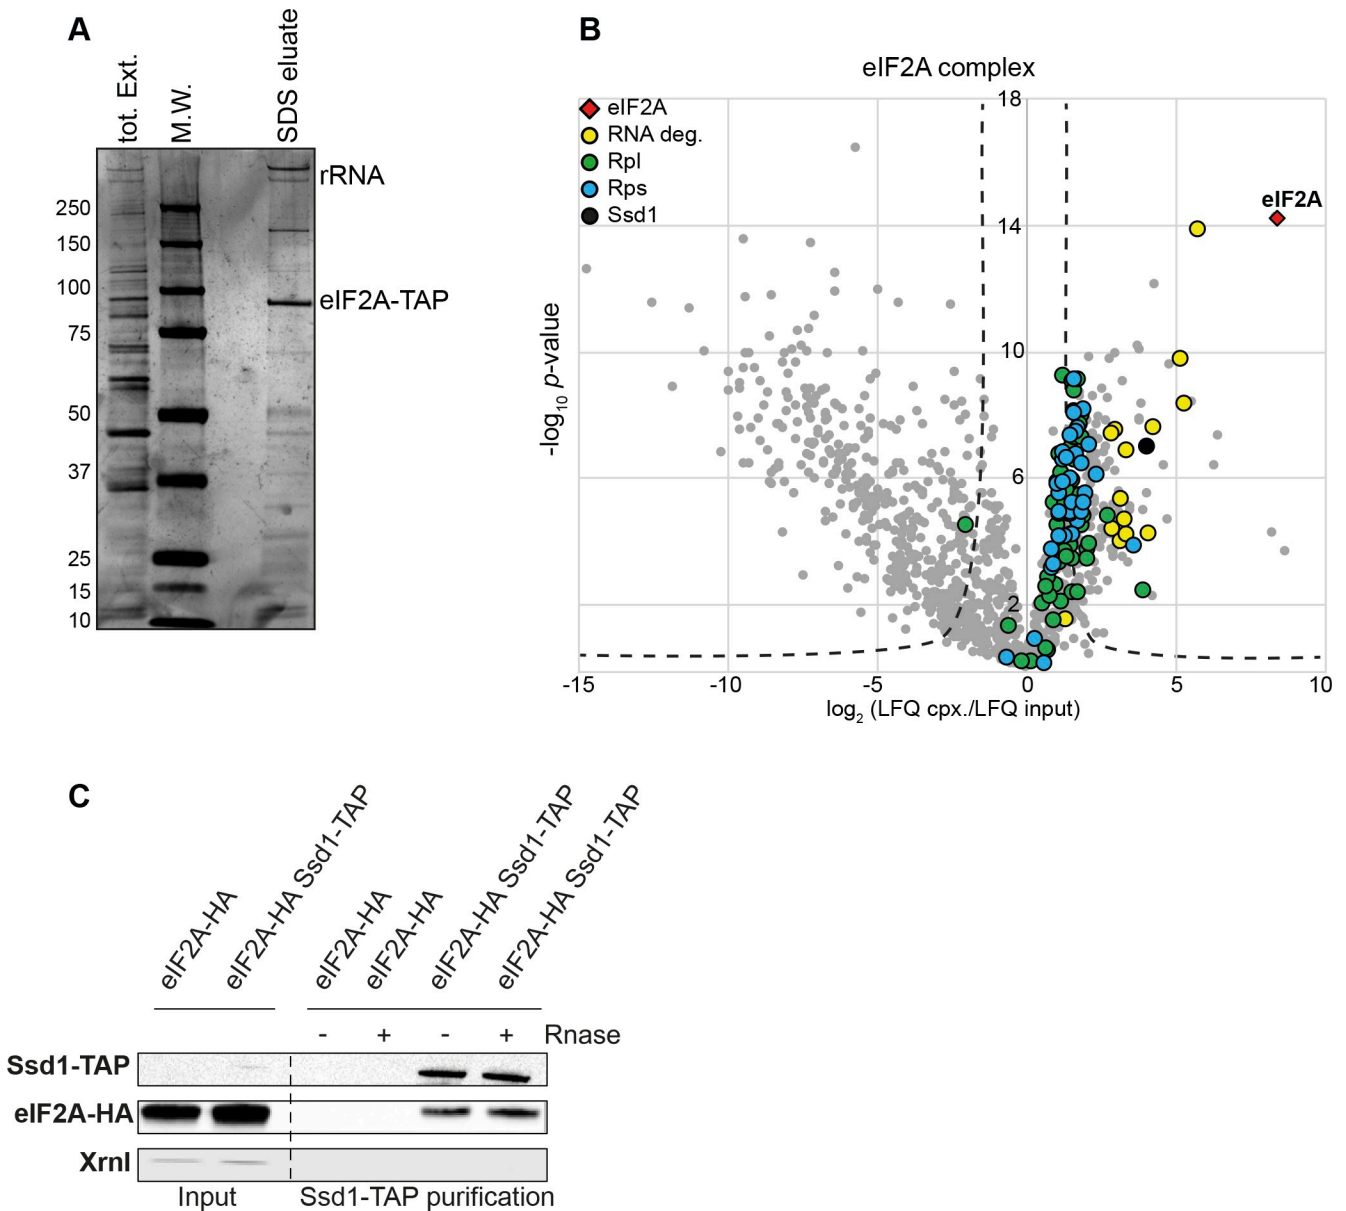 A
tot. Ext.
M.W.
SDS eluate
rRNA
eIF2A-TAP
250
150
100
75
50
37
25
15
10
B
eIF2A complex
eIF2A
RNA deg.
Rpl
Rps
Ssd1
eIF2A
18
14
10
6
2
-log10 p-value
-15
-10
-5
0
5
10
log2 (LFQ cpx./LFQ input)
C
eIF2A-HA
eIF2A-HA Ssd1-TAP
eIF2A-HA
eIF2A-HA
eIF2A-HA Ssd1-TAP
eIF2A-HA Ssd1-TAP
- + - + Rnase
Ssd1-TAP
eIF2A-HA
XrnI
Input
Ssd1-TAP purification